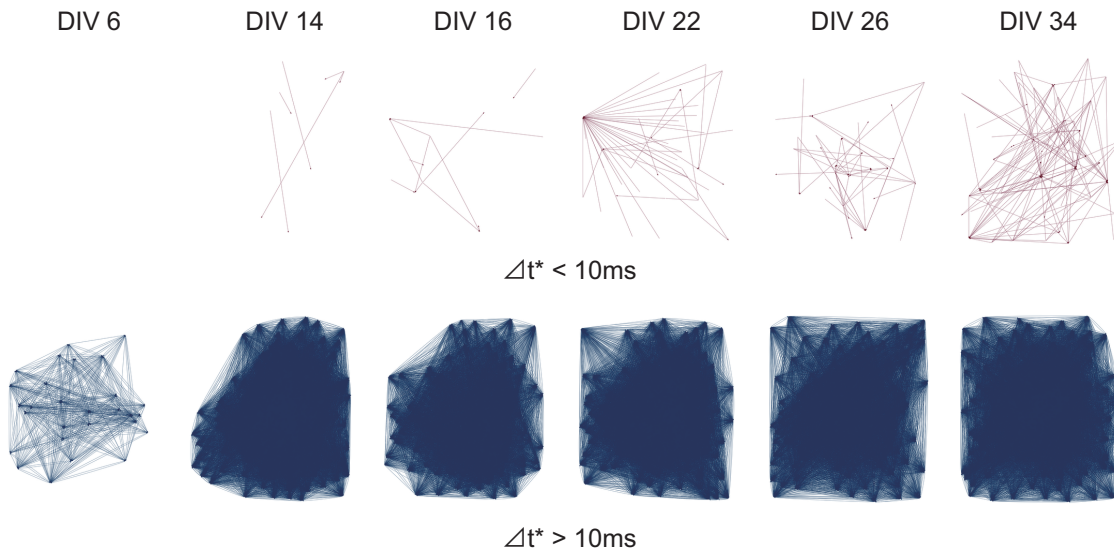 DIV 6 DIV 14 DIV 16 DIV 22 DIV 26 DIV 34
⊿t* < 10ms
⊿t* > 10ms